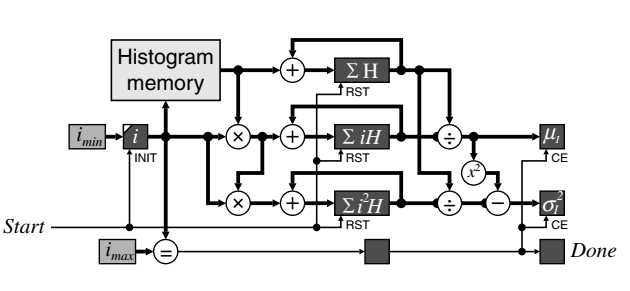 Histogram
memory
+
Σ H
RST
i_min
i
INIT
×
+
Σ iH
RST
÷
x²
μ_I
CE
×
+
Σ i²H
RST
÷
−
σ_I²
CE
Start
i_max
=
Done